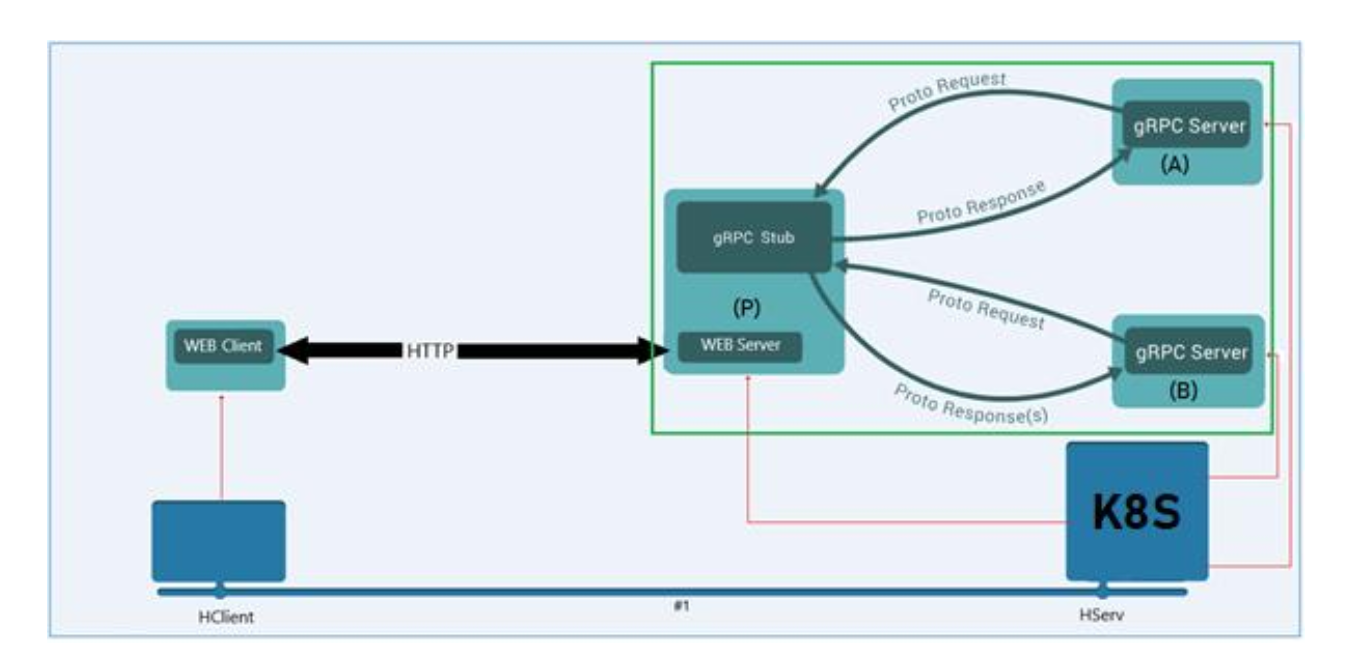 Proto Request
gRPC Server
(A)
Proto Response
gRPC Stub
(P)
WEB Server
Proto Request
gRPC Server
(B)
Proto Response(s)
WEB Client
HTTP
K8S
HClient
#1
HServ